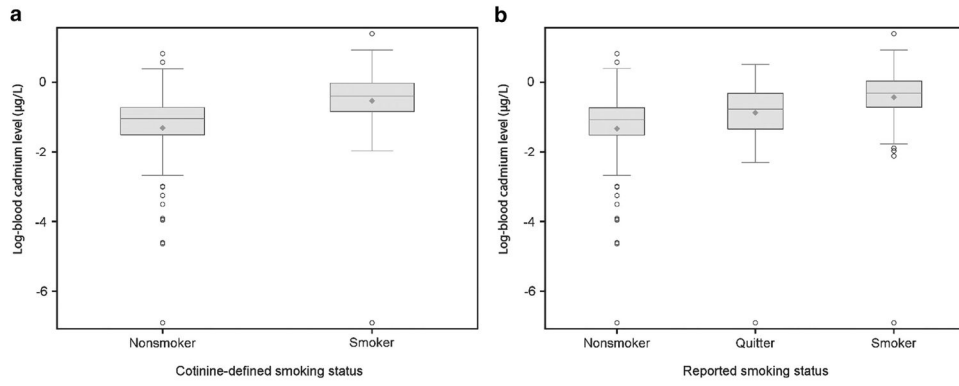 a
Log-blood cadmium level (µg/L)
0
-2
-4
-6
Nonsmoker Smoker
Cotinine-defined smoking status
b
Log-blood cadmium level (µg/L)
0
-2
-4
-6
Nonsmoker Quitter Smoker
Reported smoking status